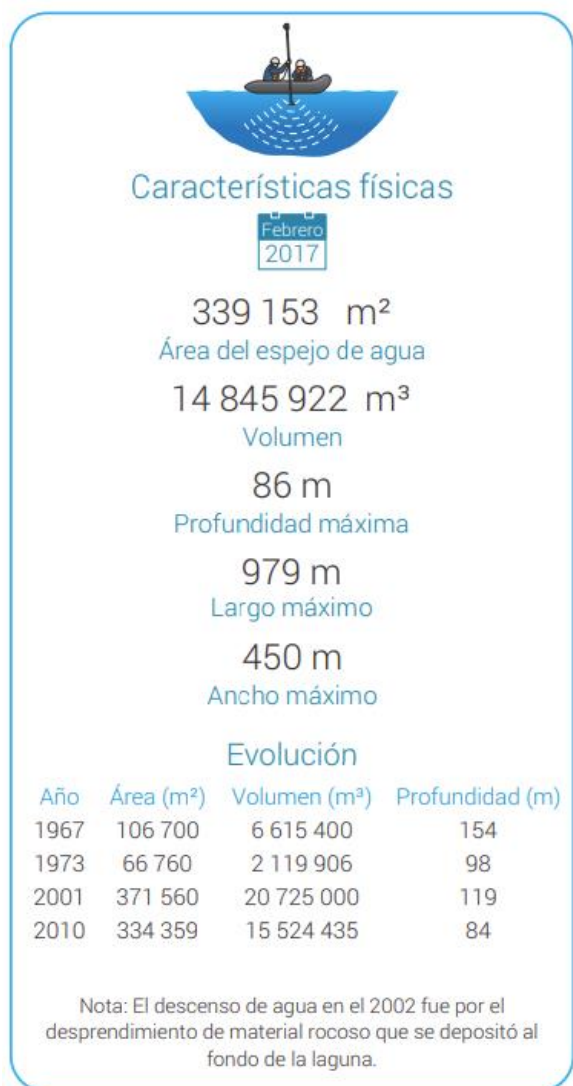 Características físicas
Febrero
2017
339 153 m²
Área del espejo de agua
14 845 922 m³
Volumen
86 m
Profundidad máxima
979 m
Largo máximo
450 m
Ancho máximo
Evolución
Año Área (m²) Volumen (m³) Profundidad (m)
1967 106 700 6 615 400 154
1973 66 760 2 119 906 98
2001 371 560 20 725 000 119
2010 334 359 15 524 435 84
Nota: El descenso de agua en el 2002 fue por el
desprendimiento de material rocoso que se depositó al
fondo de la laguna.